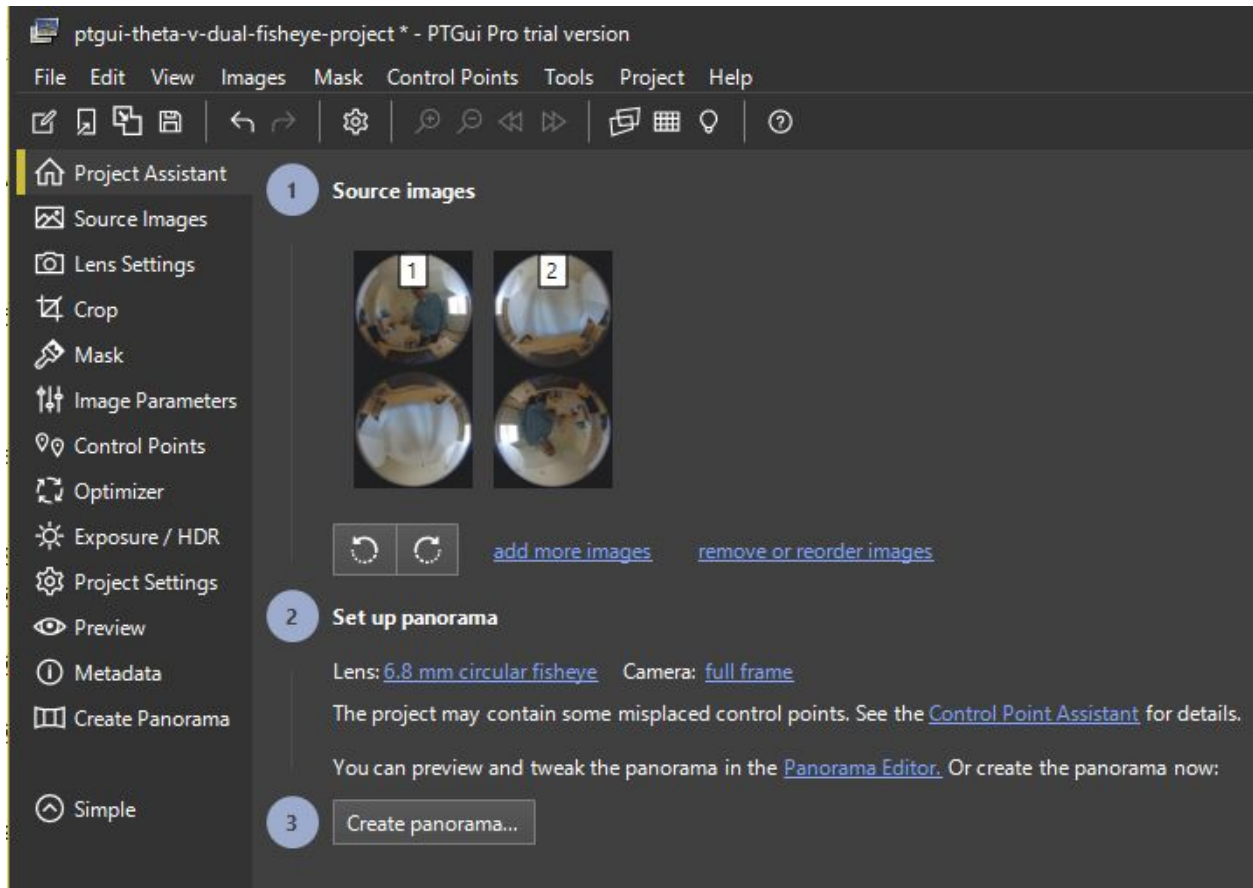 ptgui-theta-v-dual-fisheye-project * - PTGui Pro trial version
File Edit View Images Mask Control Points Tools Project Help
Project Assistant
Source Images
Lens Settings
Crop
Mask
Image Parameters
Control Points
Optimizer
Exposure / HDR
Project Settings
Preview
Metadata
Create Panorama
Simple
1 Source images
1 2
add more images remove or reorder images
2 Set up panorama
Lens: 6.8 mm circular fisheye Camera: full frame
The project may contain some misplaced control points. See the Control Point Assistant for details.
You can preview and tweak the panorama in the Panorama Editor. Or create the panorama now:
3 Create panorama...